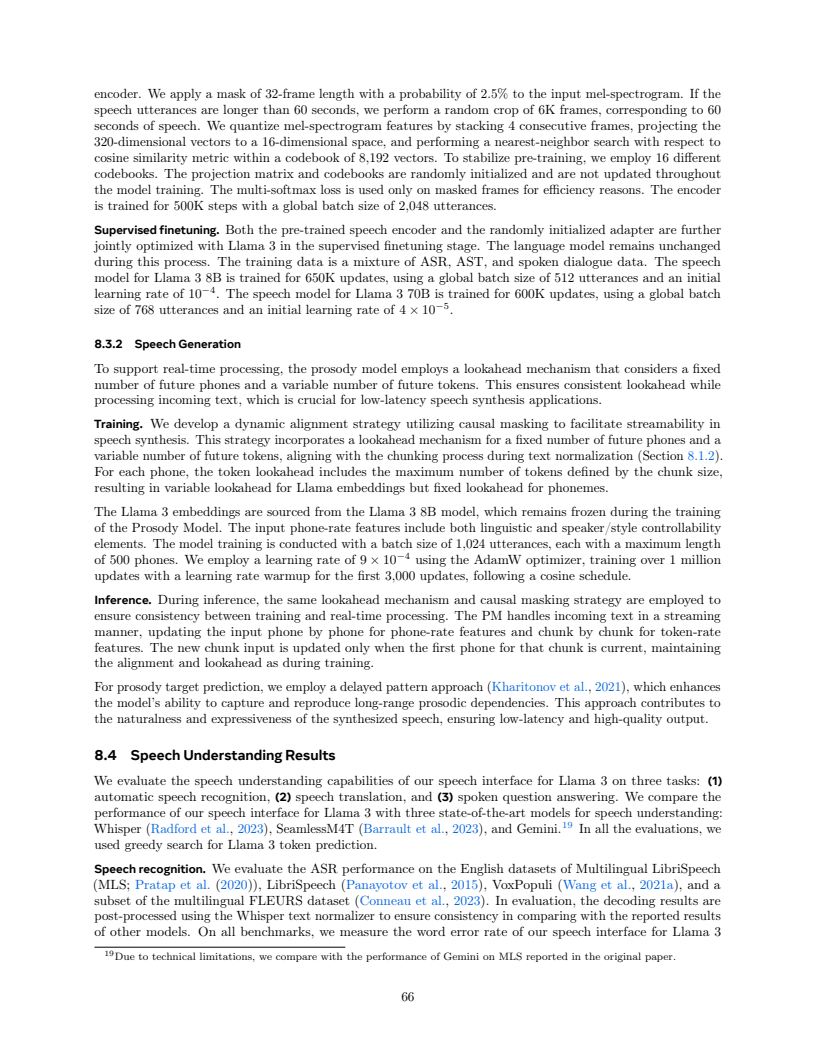 encoder. We apply a mask of 32-frame length with a probability of 2.5% to the input mel-spectrogram. If the
speech utterances are longer than 60 seconds, we perform a random crop of 6K frames, corresponding to 60
seconds of speech. We quantize mel-spectrogram features by stacking 4 consecutive frames, projecting the
320-dimensional vectors to a 16-dimensional space, and performing a nearest-neighbor search with respect to
cosine similarity metric within a codebook of 8,192 vectors. To stabilize pre-training, we employ 16 different
codebooks. The projection matrix and codebooks are randomly initialized and are not updated throughout
the model training. The multi-softmax loss is used only on masked frames for efficiency reasons. The encoder
is trained for 500K steps with a global batch size of 2,048 utterances.
Supervised finetuning. Both the pre-trained speech encoder and the randomly initialized adapter are further
jointly optimized with Llama 3 in the supervised finetuning stage. The language model remains unchanged
during this process. The training data is a mixture of ASR, AST, and spoken dialogue data. The speech
model for Llama 3 8B is trained for 650K updates, using a global batch size of 512 utterances and an initial
learning rate of 10⁻⁴. The speech model for Llama 3 70B is trained for 600K updates, using a global batch
size of 768 utterances and an initial learning rate of 4 × 10⁻⁵.
8.3.2 Speech Generation
To support real-time processing, the prosody model employs a lookahead mechanism that considers a fixed
number of future phones and a variable number of future tokens. This ensures consistent lookahead while
processing incoming text, which is crucial for low-latency speech synthesis applications.
Training. We develop a dynamic alignment strategy utilizing causal masking to facilitate streamability in
speech synthesis. This strategy incorporates a lookahead mechanism for a fixed number of future phones and a
variable number of future tokens, aligning with the chunking process during text normalization (Section 8.1.2).
For each phone, the token lookahead includes the maximum number of tokens defined by the chunk size,
resulting in variable lookahead for Llama embeddings but fixed lookahead for phonemes.
The Llama 3 embeddings are sourced from the Llama 3 8B model, which remains frozen during the training
of the Prosody Model. The input phone-rate features include both linguistic and speaker/style controllability
elements. The model training is conducted with a batch size of 1,024 utterances, each with a maximum length
of 500 phones. We employ a learning rate of 9 × 10⁻⁴ using the AdamW optimizer, training over 1 million
updates with a learning rate warmup for the first 3,000 updates, following a cosine schedule.
Inference. During inference, the same lookahead mechanism and causal masking strategy are employed to
ensure consistency between training and real-time processing. The PM handles incoming text in a streaming
manner, updating the input phone by phone for phone-rate features and chunk by chunk for token-rate
features. The new chunk input is updated only when the first phone for that chunk is current, maintaining
the alignment and lookahead as during training.
For prosody target prediction, we employ a delayed pattern approach (Kharitonov et al., 2021), which enhances
the model's ability to capture and reproduce long-range prosodic dependencies. This approach contributes to
the naturalness and expressiveness of the synthesized speech, ensuring low-latency and high-quality output.
8.4 Speech Understanding Results
We evaluate the speech understanding capabilities of our speech interface for Llama 3 on three tasks: (1)
automatic speech recognition, (2) speech translation, and (3) spoken question answering. We compare the
performance of our speech interface for Llama 3 with three state-of-the-art models for speech understanding:
Whisper (Radford et al., 2023), SeamlessM4T (Barrault et al., 2023), and Gemini.¹⁹ In all the evaluations, we
used greedy search for Llama 3 token prediction.
Speech recognition. We evaluate the ASR performance on the English datasets of Multilingual LibriSpeech
(MLS; Pratap et al. (2020)), LibriSpeech (Panayotov et al., 2015), VoxPopuli (Wang et al., 2021a), and a
subset of the multilingual FLEURS dataset (Conneau et al., 2023). In evaluation, the decoding results are
post-processed using the Whisper text normalizer to ensure consistency in comparing with the reported results
of other models. On all benchmarks, we measure the word error rate of our speech interface for Llama 3
¹⁹Due to technical limitations, we compare with the performance of Gemini on MLS reported in the original paper.
66